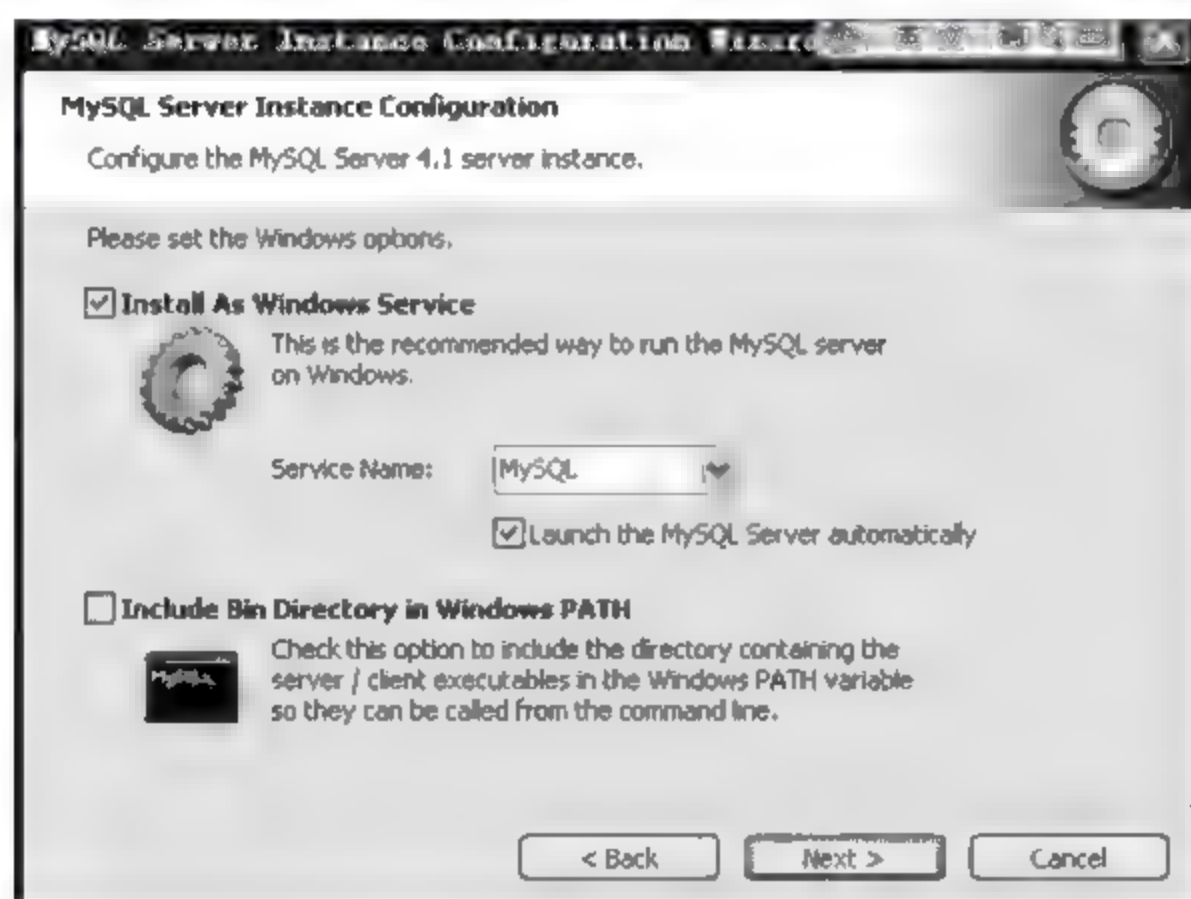 MySQL Server Instance Configuration Wizard
MySQL Server Instance Configuration
Configure the MySQL Server 4.1 server instance.
Please set the Windows options.
Install As Windows Service
This is the recommended way to run the MySQL server
on Windows.
Service Name: MySQL
Launch the MySQL Server automatically
Include Bin Directory in Windows PATH
Check this option to include the directory containing the
server / client executables in the Windows PATH variable
so they can be called from the command line.
MySQL
< Back Next > Cancel